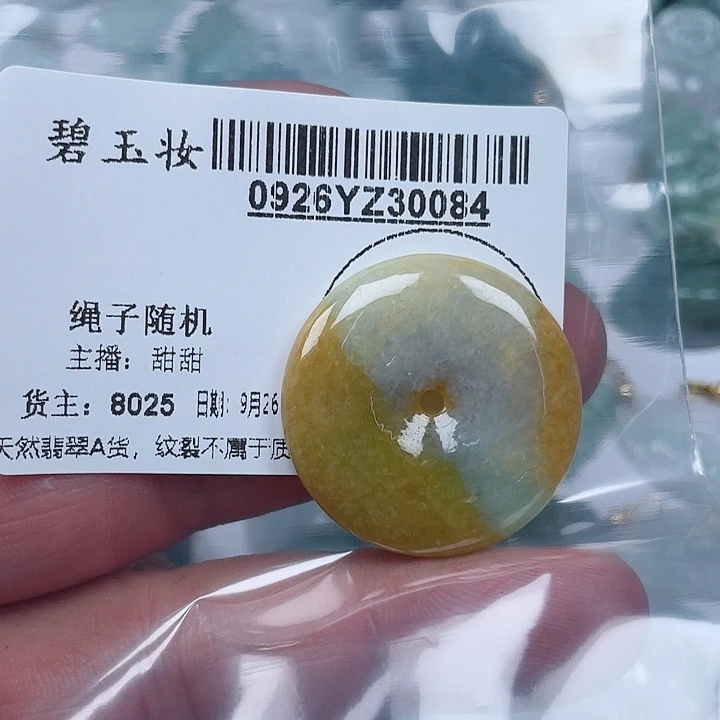 碧玉妆
0926YZ30084
绳子随机
主播：甜甜
货主：8025 日期：9月26
天然翡翠A货，纹裂不属于质